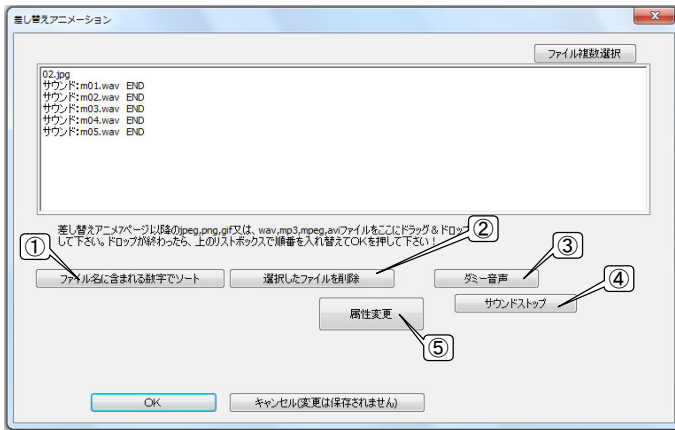 差し替えアニメーション
ファイル複数選択
02.jpg
サウンド:m01.wav END
サウンド:m02.wav END
サウンド:m03.wav END
サウンド:m04.wav END
サウンド:m05.wav END
差し替えアニメページ以降のjpeg,png,gif又は、wav,mp3,mpeg,aviファイルをここにドラッグ&ドロップ
して下さい。ドロップが終わったら、上のリストボックスで順番を入れ替えてOKを押して下さい!
① ② ③ ④
ファイル名に含まれる数字でソート 選択したファイルを削除 ダミー音声
サウンドストップ
属性変更
⑤
OK キャンセル(変更は保存されません)